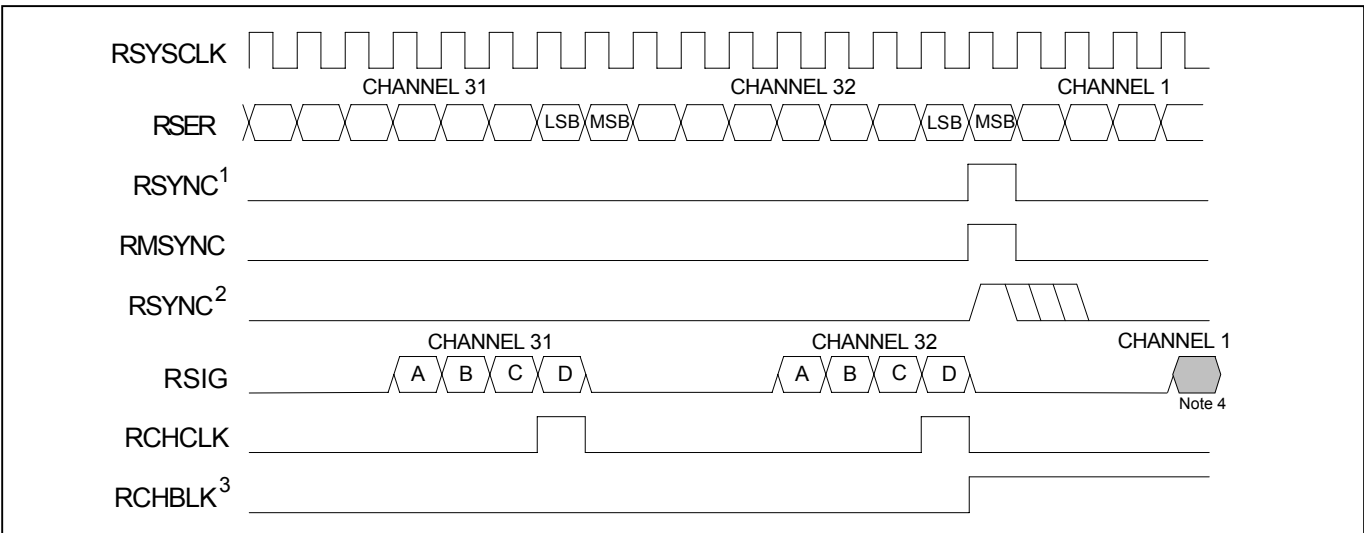 RSYSCLK
CHANNEL 31 CHANNEL 32 CHANNEL 1
RSER LSB MSB LSB MSB
RSYNC1
RMSYNC
RSYNC2
CHANNEL 31 CHANNEL 32 CHANNEL 1
RSIG A B C D A B C D
Note 4
RCHCLK
RCHBLK3